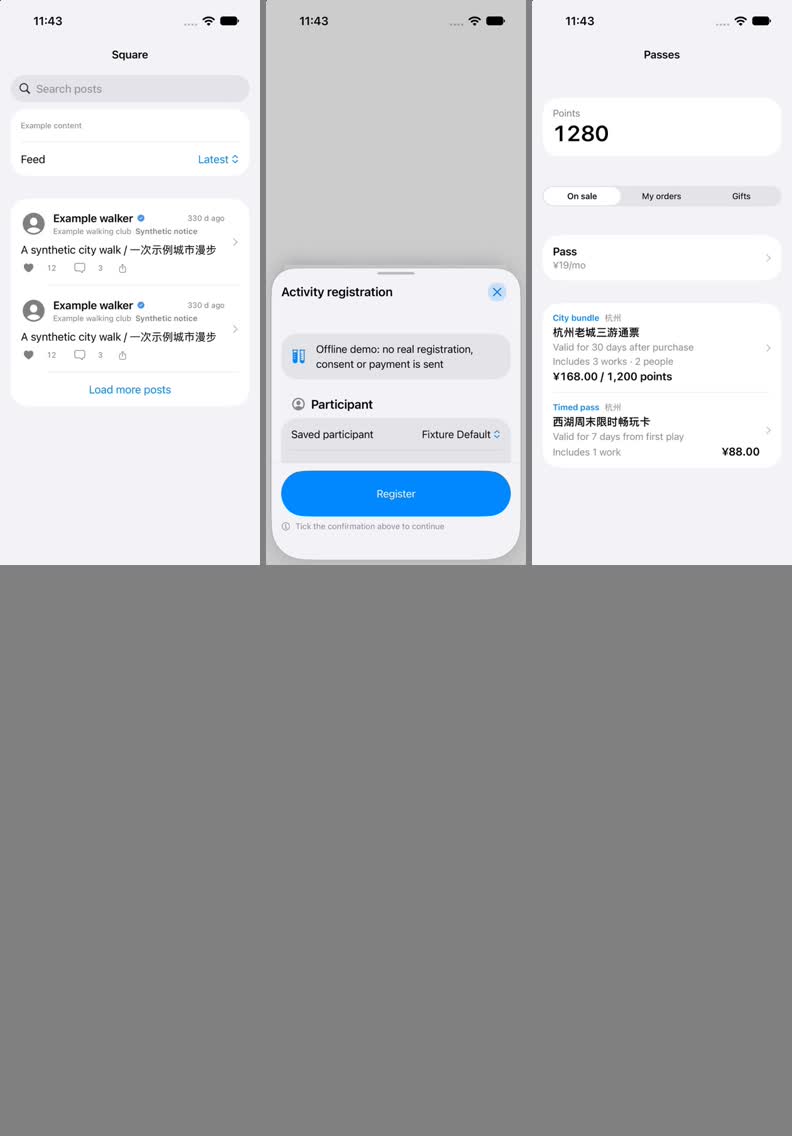 11:43
Square
Search posts
Example content
Feed
Latest
Example walker
330 d ago
Example walking club Synthetic notice
A synthetic city walk / 一次示例城市漫步
12
3
Example walker
330 d ago
Example walking club Synthetic notice
A synthetic city walk / 一次示例城市漫步
12
3
Load more posts
11:43
Activity registration
Offline demo: no real registration,
consent or payment is sent
Participant
Saved participant
Fixture Default
Register
Tick the confirmation above to continue
11:43
Passes
Points
1280
On sale
My orders
Gifts
Pass
¥19/mo
City bundle 杭州
杭州老城三游通票
Valid for 30 days after purchase
Includes 3 works · 2 people
¥168.00 / 1,200 points
Timed pass 杭州
西湖周末限时畅玩卡
Valid for 7 days from first play
Includes 1 work
¥88.00